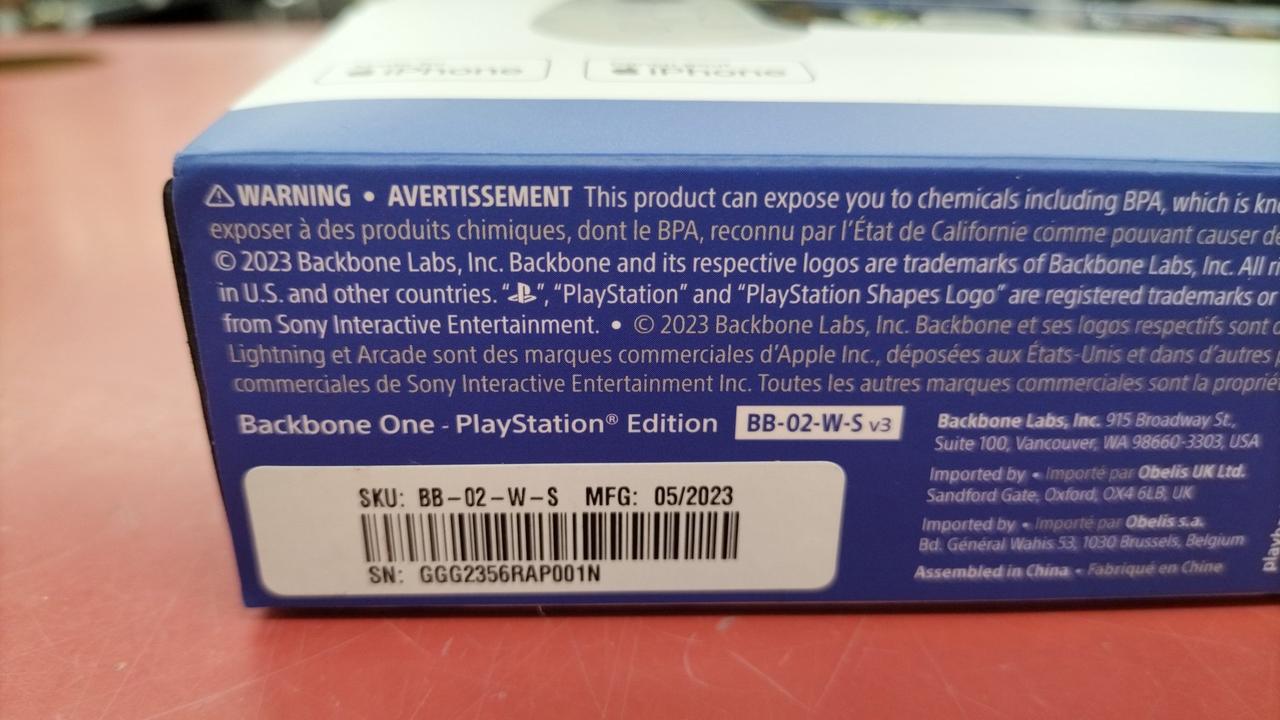 iPhone
iPhone
WARNING • AVERTISSEMENT This product can expose you to chemicals including BPA, which is kn
exposer à des produits chimiques, dont le BPA, reconnu par l'État de Californie comme pouvant causer de
© 2023 Backbone Labs, Inc. Backbone and its respective logos are trademarks of Backbone Labs, Inc. All ri
in U.S. and other countries. "PS", "PlayStation" and "PlayStation Shapes Logo" are registered trademarks or
from Sony Interactive Entertainment. • © 2023 Backbone Labs, Inc. Backbone et ses logos respectifs sont d
Lightning et Arcade sont des marques commerciales d'Apple Inc., déposées aux États-Unis et dans d'autres
commerciales de Sony Interactive Entertainment Inc. Toutes les autres marques commerciales sont la propriét
Backbone One - PlayStation® Edition BB-02-W-S v3
SKU: BB-02-W-S MFG: 05/2023
SN: GGG2356RAP001N
Backbone Labs, Inc. 915 Broadway St.,
Suite 100, Vancouver, WA 98660-3303, USA
Imported by • Importé par Obelis UK Ltd.
Sandford Gate, Oxford, OX4 6LB, UK
Imported by • Importé par Obelis s.a.
Bd. Général Wahis 53, 1030 Brussels, Belgium
Assembled in China • Fabriqué en Chine